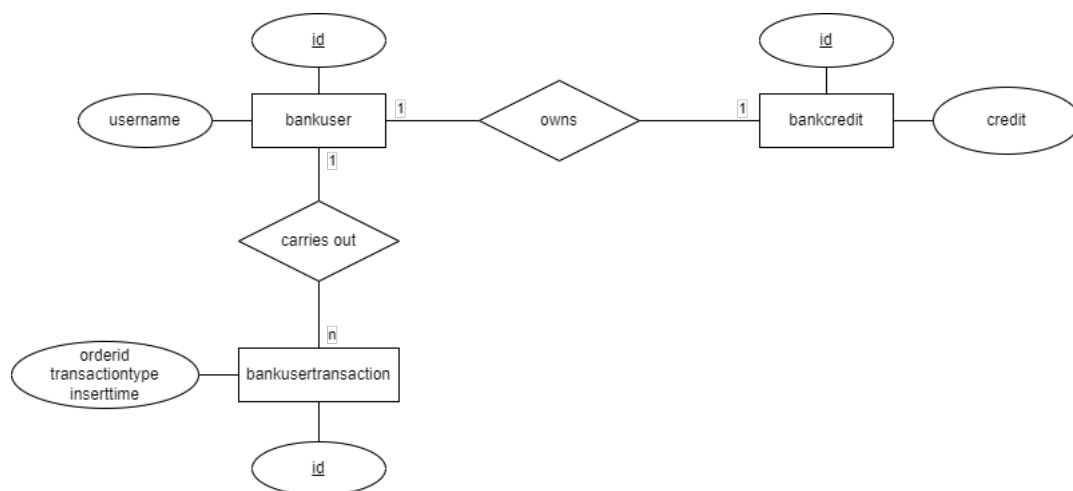 id
id
username
bankuser
1
owns
1
bankcredit
credit
1
carries out
n
orderid
transactiontype
inserttime
bankusertransaction
id